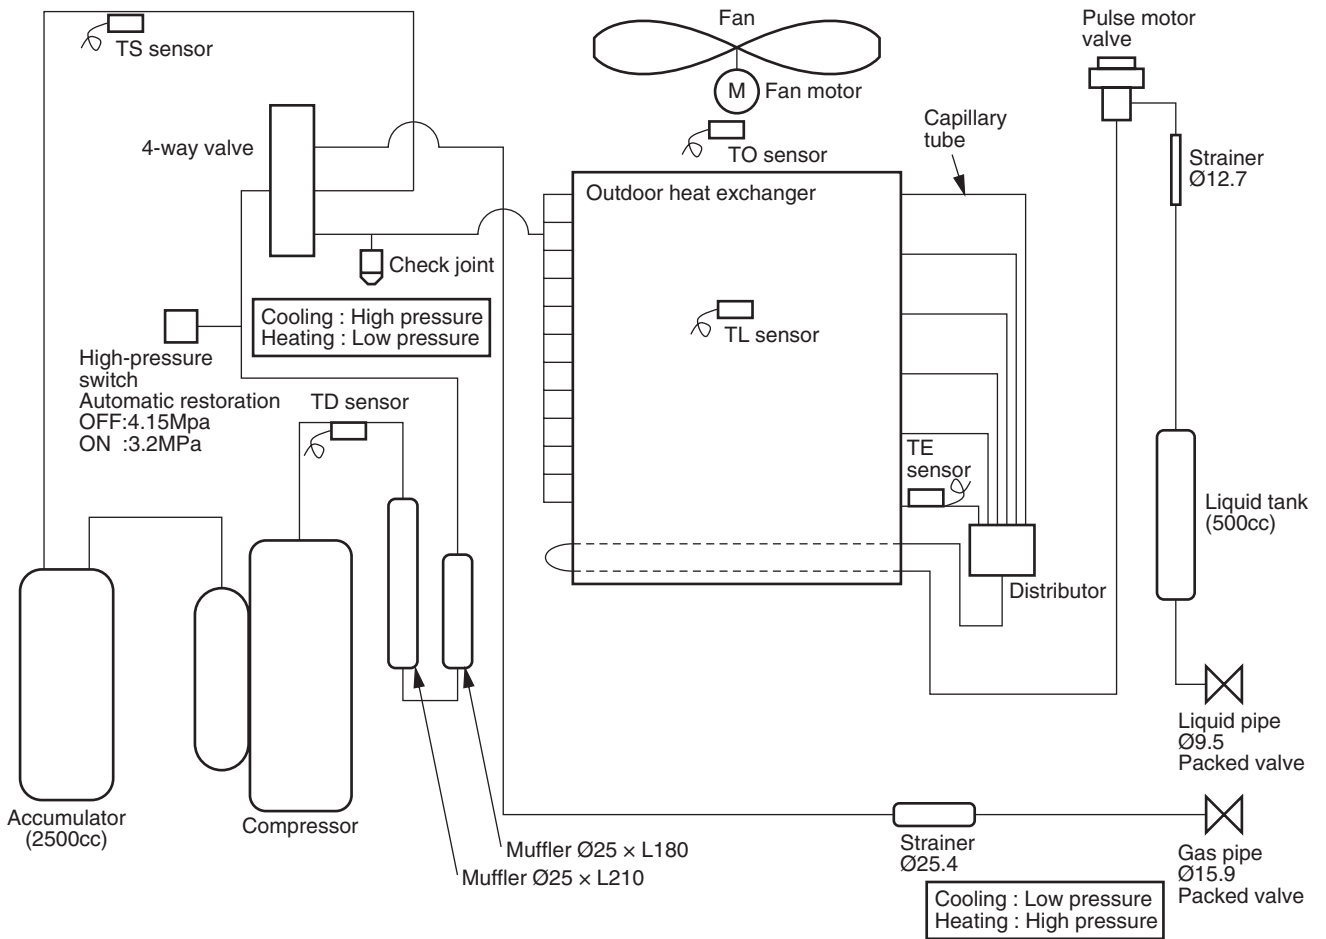 Fan
Pulse motor
valve
TS sensor
M
Fan motor
Capillary
tube
4-way valve
TO sensor
Strainer
Ø12.7
Outdoor heat exchanger
Check joint
Cooling : High pressure
Heating : Low pressure
TL sensor
High-pressure
switch
Automatic restoration
OFF:4.15Mpa
ON  :3.2MPa
TD sensor
TE
sensor
Liquid tank
(500cc)
Distributor
Liquid pipe
Ø9.5
Packed valve
Accumulator
(2500cc)
Compressor
Muffler Ø25 × L180
Muffler Ø25 × L210
Strainer
Ø25.4
Gas pipe
Ø15.9
Packed valve
Cooling : Low pressure
Heating : High pressure